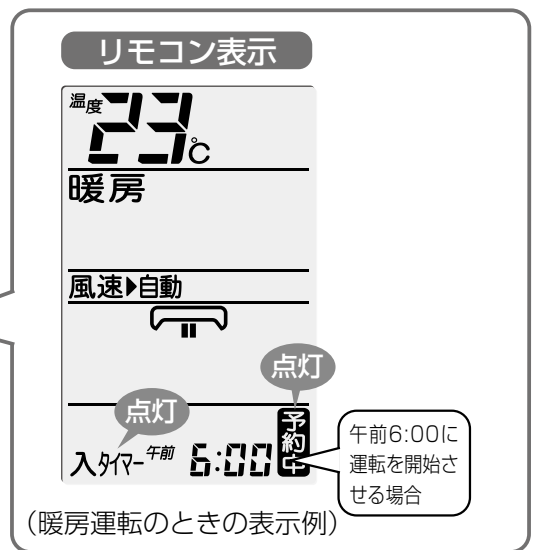 リモコン表示
温度23℃
暖房
風速▶自動
点灯
点灯
入タイマー午前 6:00 予約中
午前6:00に
運転を開始さ
せる場合
(暖房運転のときの表示例)